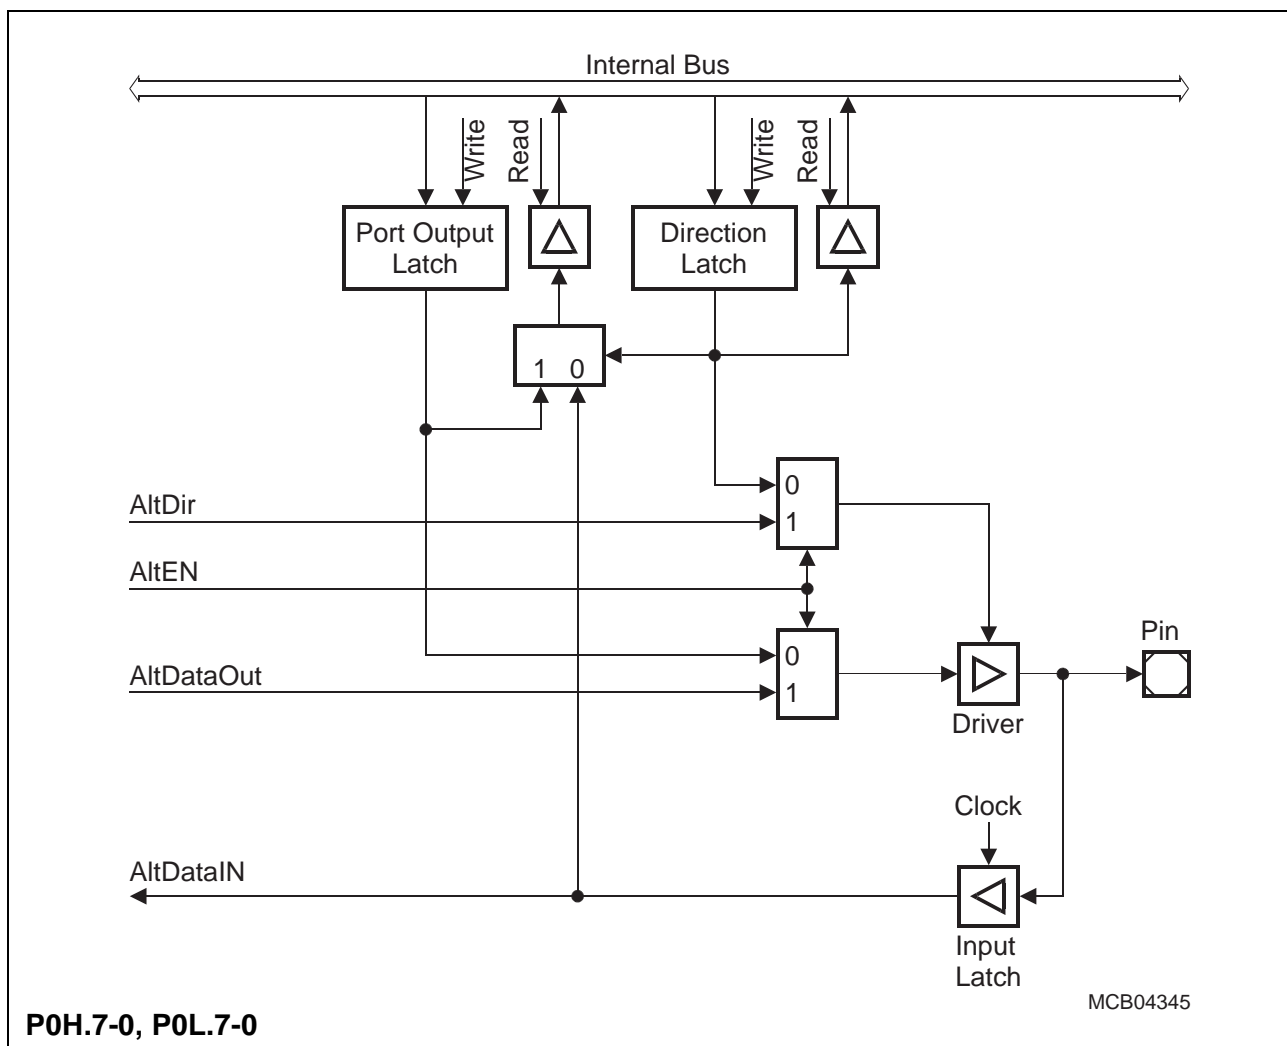 Internal Bus
Write
Read
Write
Read
Port Output
Latch
Direction
Latch
1 0
0
1
AltDir
AltEN
0
1
AltDataOut
Pin
Driver
Clock
AltDataIN
Input
Latch
MCB04345
P0H.7-0, P0L.7-0